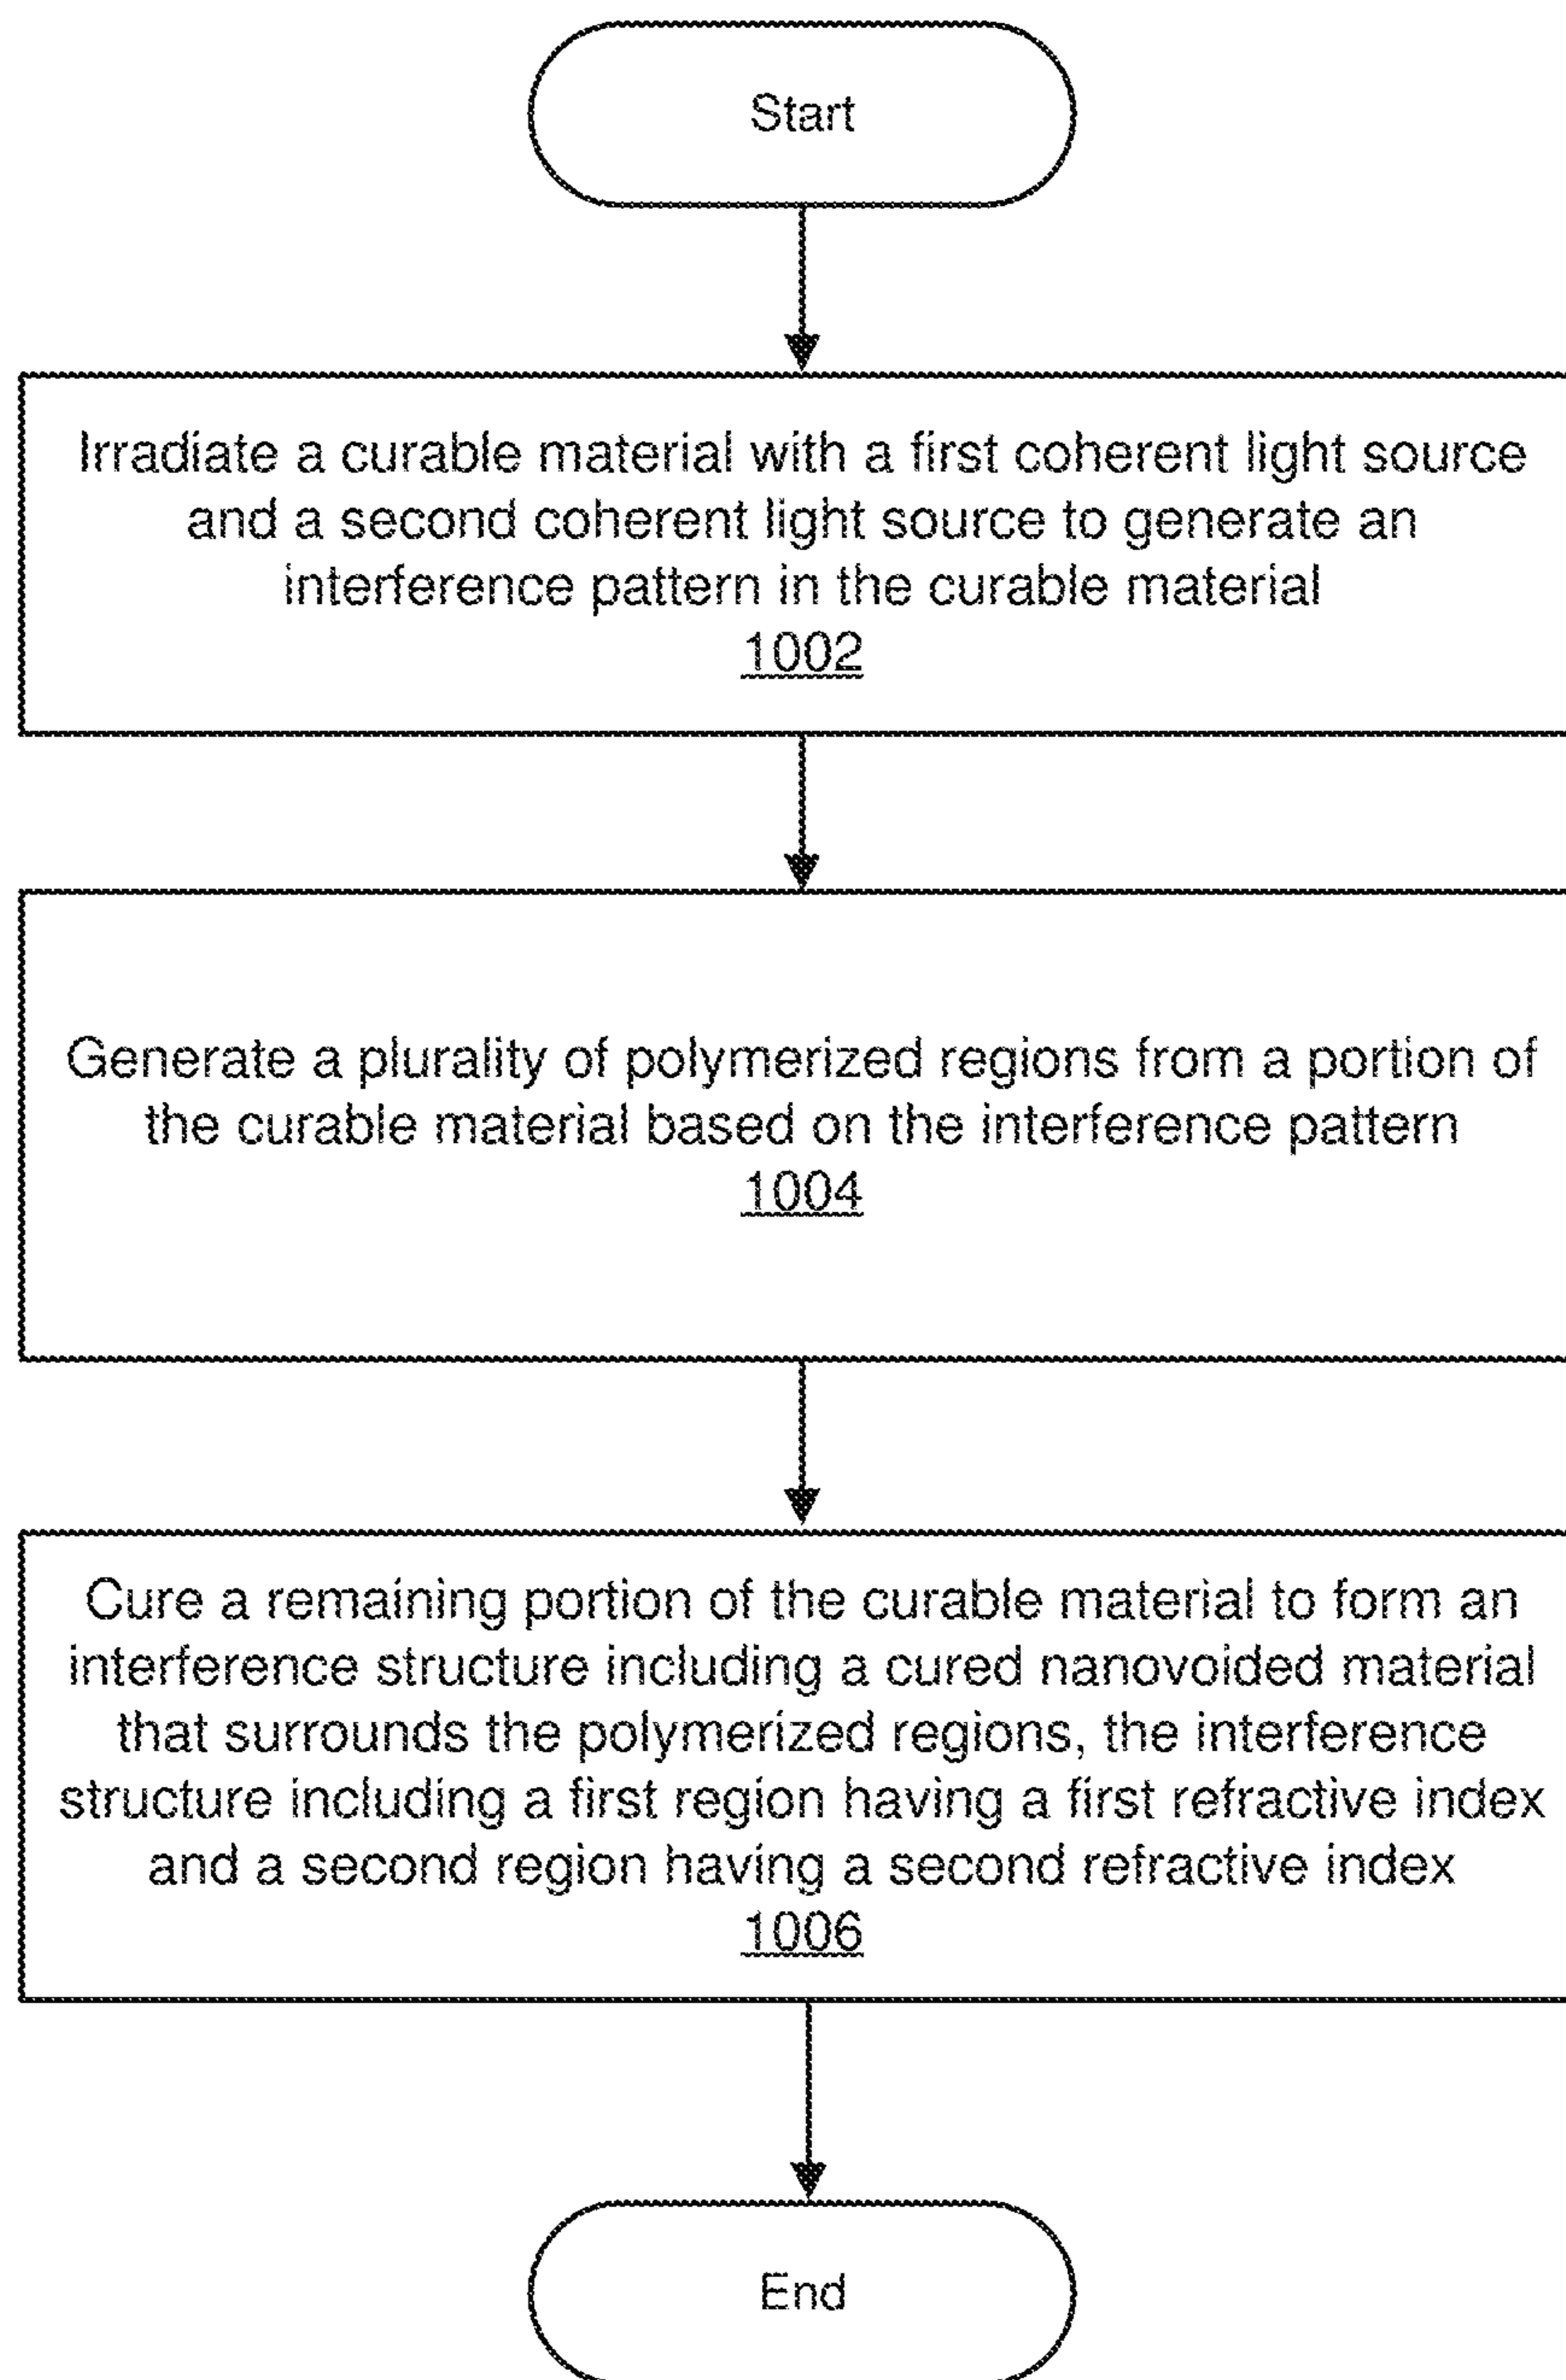 Start
Irradiate a curable material with a first coherent light source
and a second coherent light source to generate an
interference pattern in the curable material
1002
Generate a plurality of polymerized regions from a portion of
the curable material based on the interference pattern
1004
Cure a remaining portion of the curable material to form an
interference structure including a cured nanovoided material
that surrounds the polymerized regions, the interference
structure including a first region having a first refractive index
and a second region having a second refractive index
1006
End